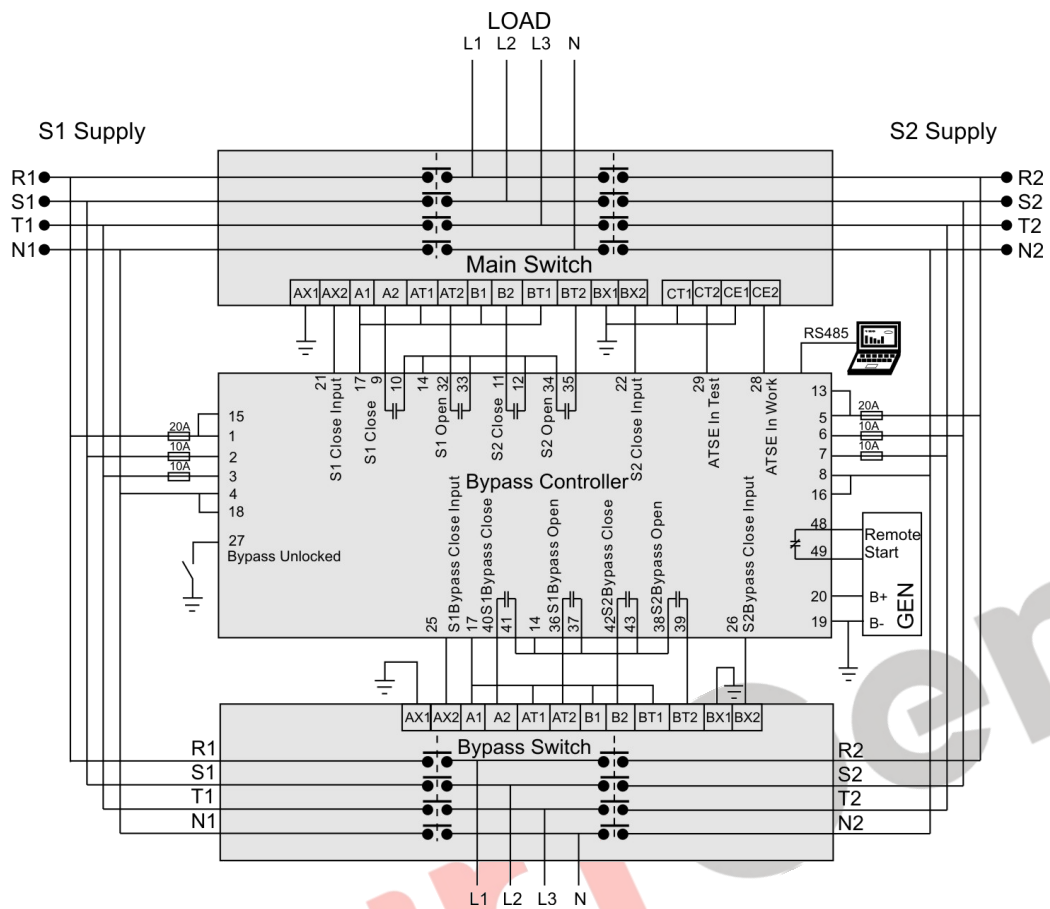 LOAD
L1 L2 L3 N
S1 Supply
S2 Supply
R1
S1
T1
N1
R2
S2
T2
N2
Main Switch
AX1 AX2 A1 A2 AT1 AT2 B1 B2 BT1 BT2 BX1 BX2 CT1 CT2 CE1 CE2
RS485
21 17 9 10 14 32 33 11 12 34 35 22 29 28
S1 Close Input
S1 Close
S1 Open
S2 Close
S2 Open
S2 Close Input
ATSE In Test
ATSE In Work
20A
10A
10A
15
1
2
3
4
18
27
Bypass Unlocked
Bypass Controller
13
5
6
7
8
16
48
49
20
19
20A
10A
10A
Remote
Start
B+
B-
GEN
S1Bypass Close Input
S1Bypass Close
S1Bypass Open
S2Bypass Close
S2Bypass Open
S2Bypass Close Input
25 17 40 41 14 36 37 42 43 38 39 26
AX1 AX2 A1 A2 AT1 AT2 B1 B2 BT1 BT2 BX1 BX2
Bypass Switch
R1
S1
T1
N1
R2
S2
T2
N2
L1 L2 L3 N